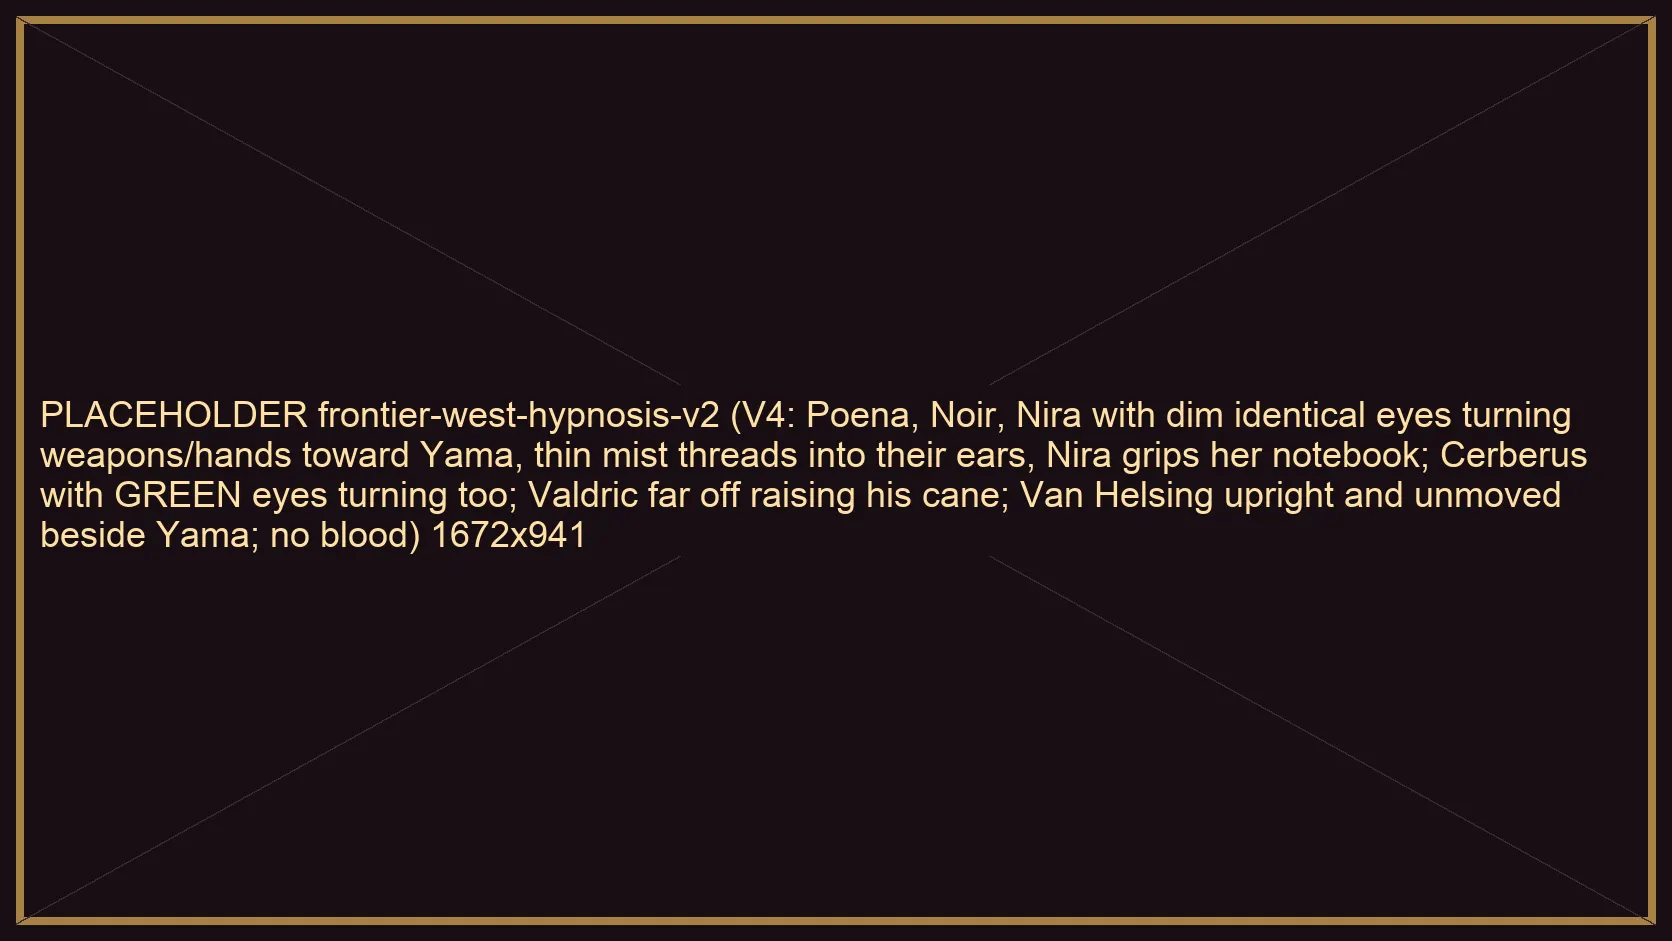 PLACEHOLDER frontier-west-hypnosis-v2 (V4: Poena, Noir, Nira with dim identical eyes turning
weapons/hands toward Yama, thin mist threads into their ears, Nira grips her notebook; Cerberus
with GREEN eyes turning too; Valdric far off raising his cane; Van Helsing upright and unmoved
beside Yama; no blood) 1672x941